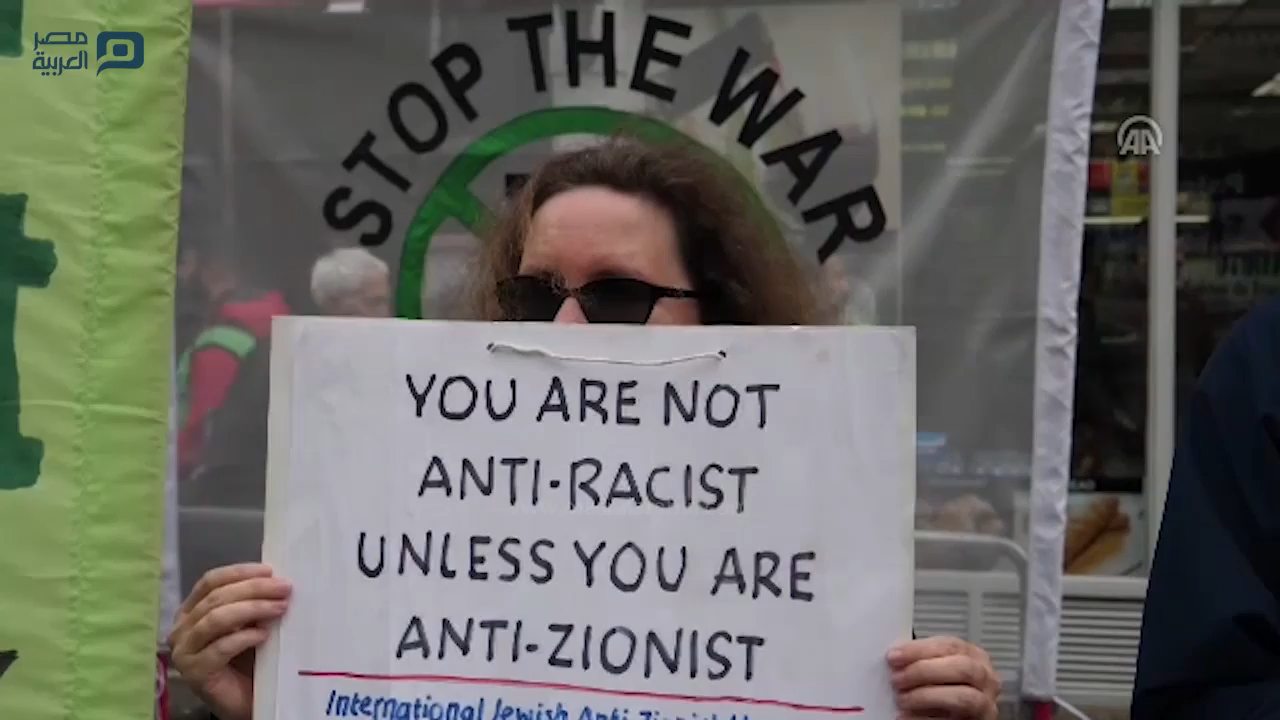 مصر
العربية
STOP THE WAR
AA
YOU ARE NOT
ANTI-RACIST
UNLESS YOU ARE
ANTI-ZIONIST
International Jewish Anti-Zionist